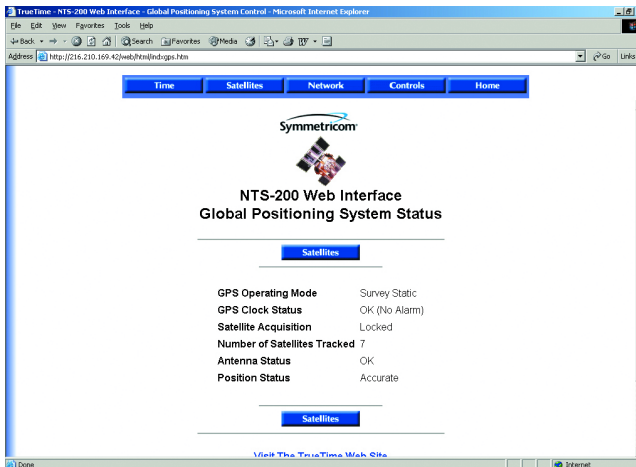 TrueTime - NTS-200 Web Interface - Global Positioning System Control - Microsoft Internet Explorer
File Edit View Favorites Tools Help
Back Search Favorites Media
Address http://216.210.169.42/web/html/indxgps.htm Go Links
Time Satellites Network Controls Home
Symmetricom
NTS-200 Web Interface
Global Positioning System Status
Satellites
GPS Operating Mode Survey Static
GPS Clock Status OK (No Alarm)
Satellite Acquisition Locked
Number of Satellites Tracked 7
Antenna Status OK
Position Status Accurate
Satellites
Visit The TrueTime Web Site
Done Internet